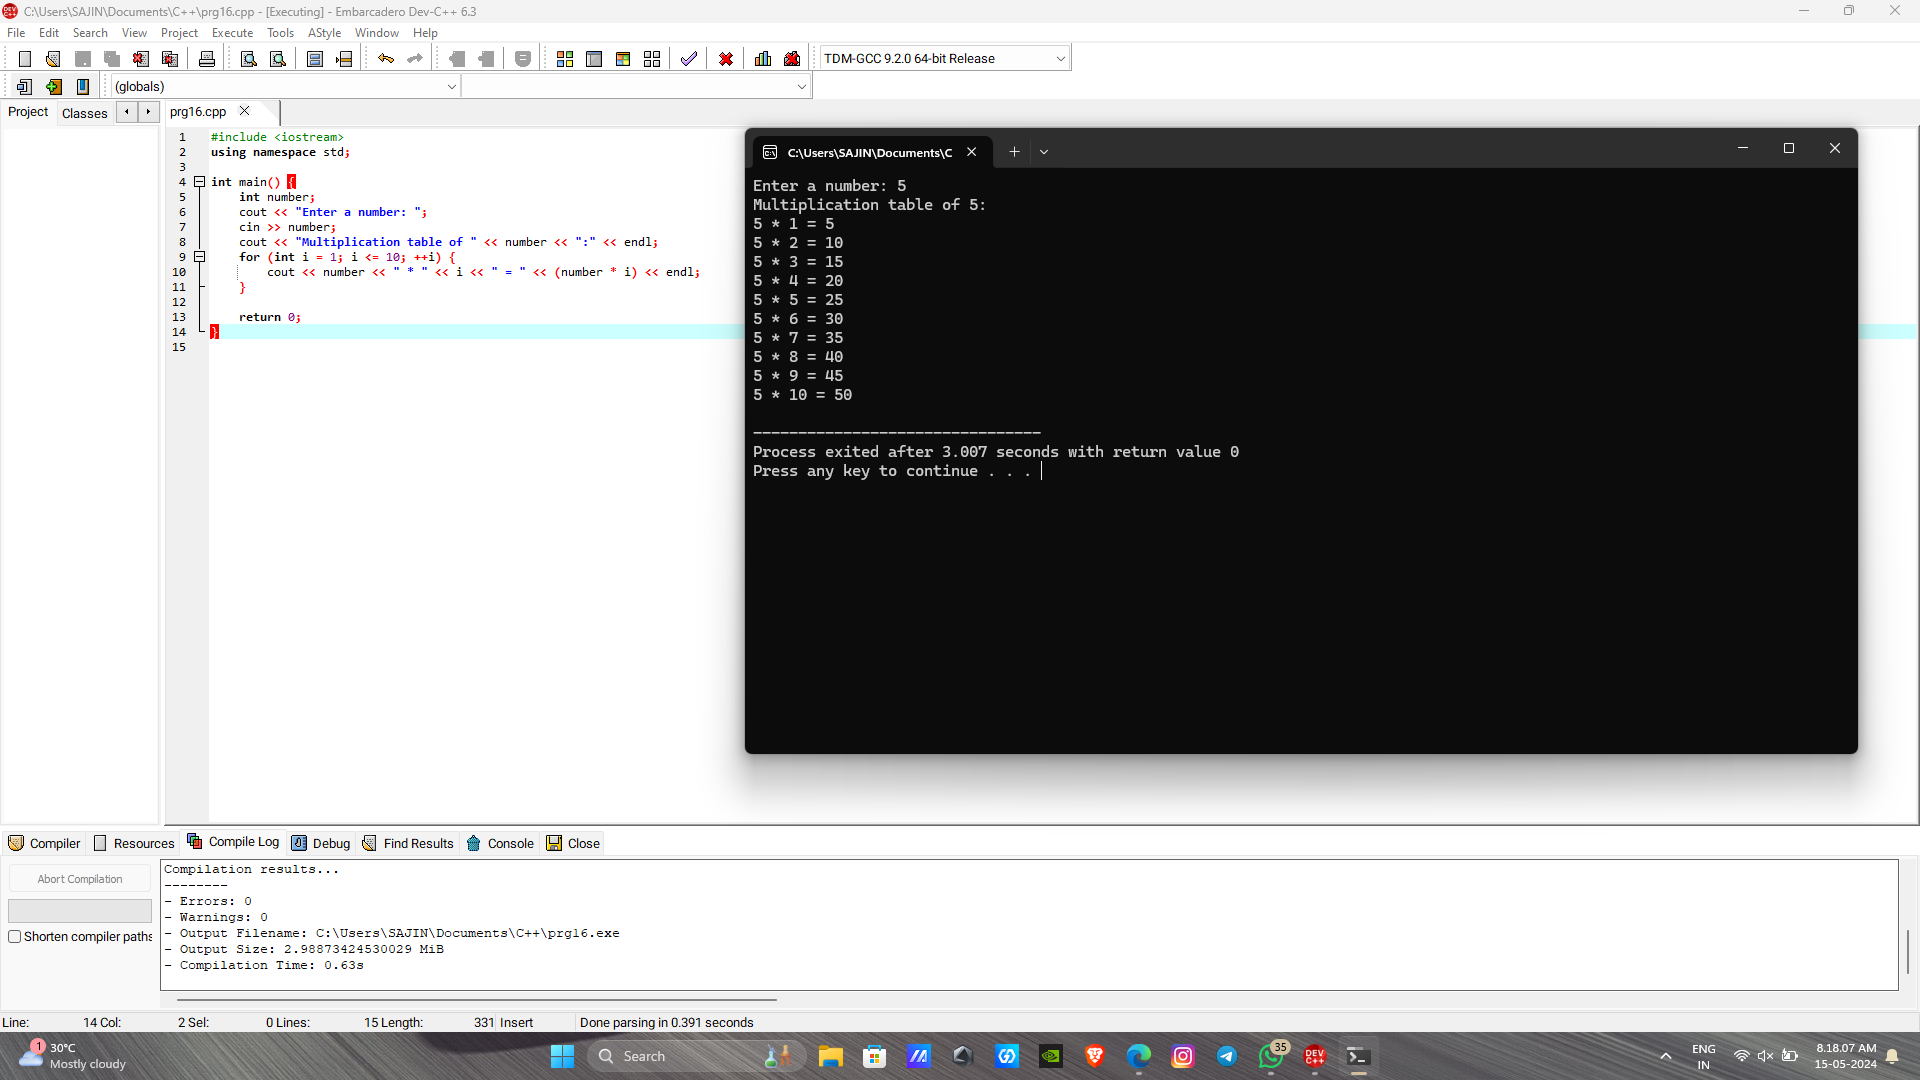 C:\Users\SAJIN\Documents\C++\prg16.cpp - [Executing] - Embarcadero Dev-C++ 6.3
File Edit Search View Project Execute Tools AStyle Window Help
TDM-GCC 9.2.0 64-bit Release
(globals)
Project Classes prg16.cpp
1 #include <iostream>
2 using namespace std;
3
4 int main() {
5 int number;
6 cout << "Enter a number: ";
7 cin >> number;
8 cout << "Multiplication table of " << number << ":" << endl;
9 for (int i = 1; i <= 10; ++i) {
10 cout << number << " * " << i << " = " << (number * i) << endl;
11 }
12
13 return 0;
14 }
15
C:\Users\SAJIN\Documents\C
Enter a number: 5
Multiplication table of 5:
5 * 1 = 5
5 * 2 = 10
5 * 3 = 15
5 * 4 = 20
5 * 5 = 25
5 * 6 = 30
5 * 7 = 35
5 * 8 = 40
5 * 9 = 45
5 * 10 = 50
--------------------------------
Process exited after 3.007 seconds with return value 0
Press any key to continue . . .
Compiler Resources Compile Log Debug Find Results Console Close
Abort Compilation
Shorten compiler paths
Compilation results...
--------
- Errors: 0
- Warnings: 0
- Output Filename: C:\Users\SAJIN\Documents\C++\prg16.exe
- Output Size: 2.98873424530029 MiB
- Compilation Time: 0.63s
Line: 14 Col: 2 Sel: 0 Lines: 15 Length: 331 Insert Done parsing in 0.391 seconds
1
30°C
Mostly cloudy
Search
35
DEV C++
ENG
IN
8.18.07 AM
15-05-2024